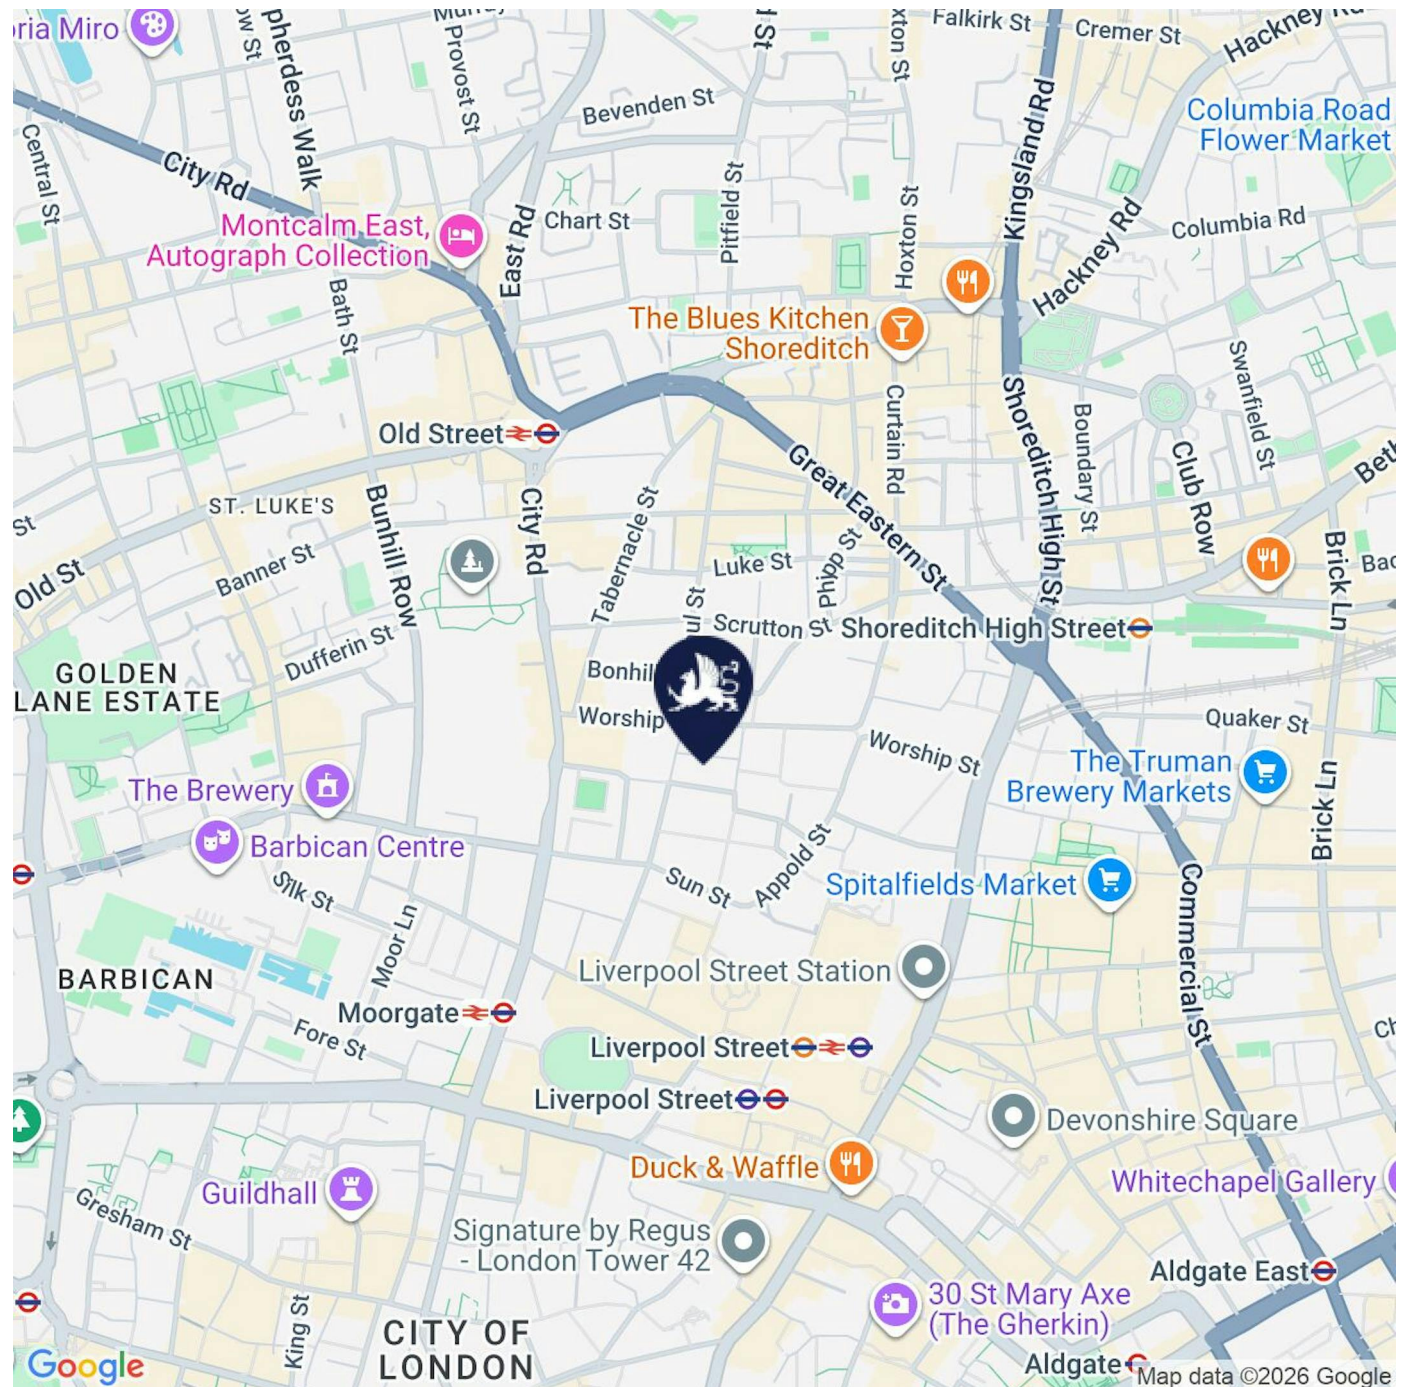 oria Miro
Murray
Falkirk St
Cremer St
Hackney Rd
pherdess Walk
Provost St
Bevenden St
Columbia Road
Flower Market
Central St
City Rd
Kingsland Rd
Pitfield St
Hoxton St
Hackney Rd
Columbia Rd
Montcalm East,
Autograph Collection
Chart St
East Rd
Bath St
The Blues Kitchen
Shoreditch
Swanfield St
Old Street
Curtain Rd
Shoreditch High St
Boundary St
Club Row
Great Eastern St
ST. LUKE'S
Bunhill Row
City Rd
Tabernacle St
Phipp St
Luke St
Brick Ln
Old St
Banner St
Scrutton St
Shoreditch High Street
Dufferin St
Bonhil
GOLDEN
LANE ESTATE
Worship
Worship St
Quaker St
The Truman
Brewery Markets
The Brewery
Barbican Centre
Brick Ln
Silk St
Sun St
Appold St
Spitalfields Market
Commercial St
Moor Ln
BARBICAN
Liverpool Street Station
Moorgate
Fore St
Liverpool Street
Liverpool Street
Devonshire Square
Duck & Waffle
Whitechapel Gallery
Guildhall
Gresham St
Signature by Regus
- London Tower 42
Aldgate East
30 St Mary Axe
(The Gherkin)
King St
CITY OF
LONDON
Aldgate
Google
Map data ©2026 Google